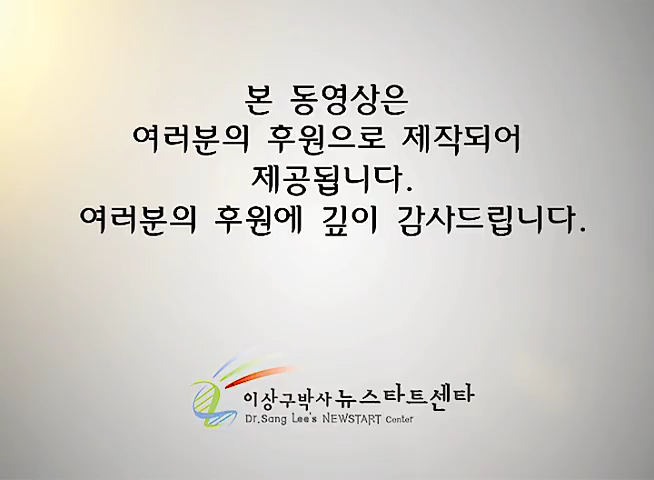 본 동영상은
여러분의 후원으로 제작되어
제공됩니다.
여러분의 후원에 깊이 감사드립니다.
이상구박사 뉴스타트센타
Dr.Sang Lee's NEWSTART Center